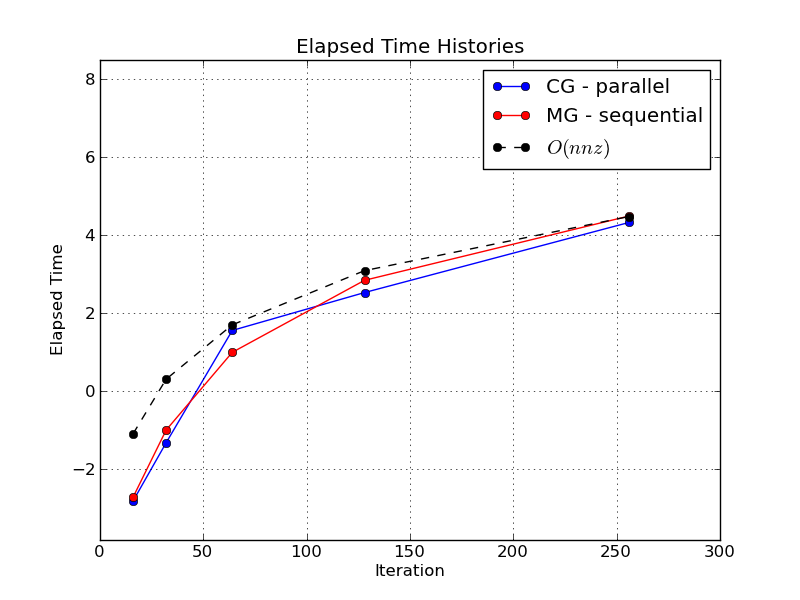 Elapsed Time Histories
CG - parallel
MG - sequential
O(nnz)
8
6
4
2
0
−2
Elapsed Time
0 50 100 150 200 250 300
Iteration